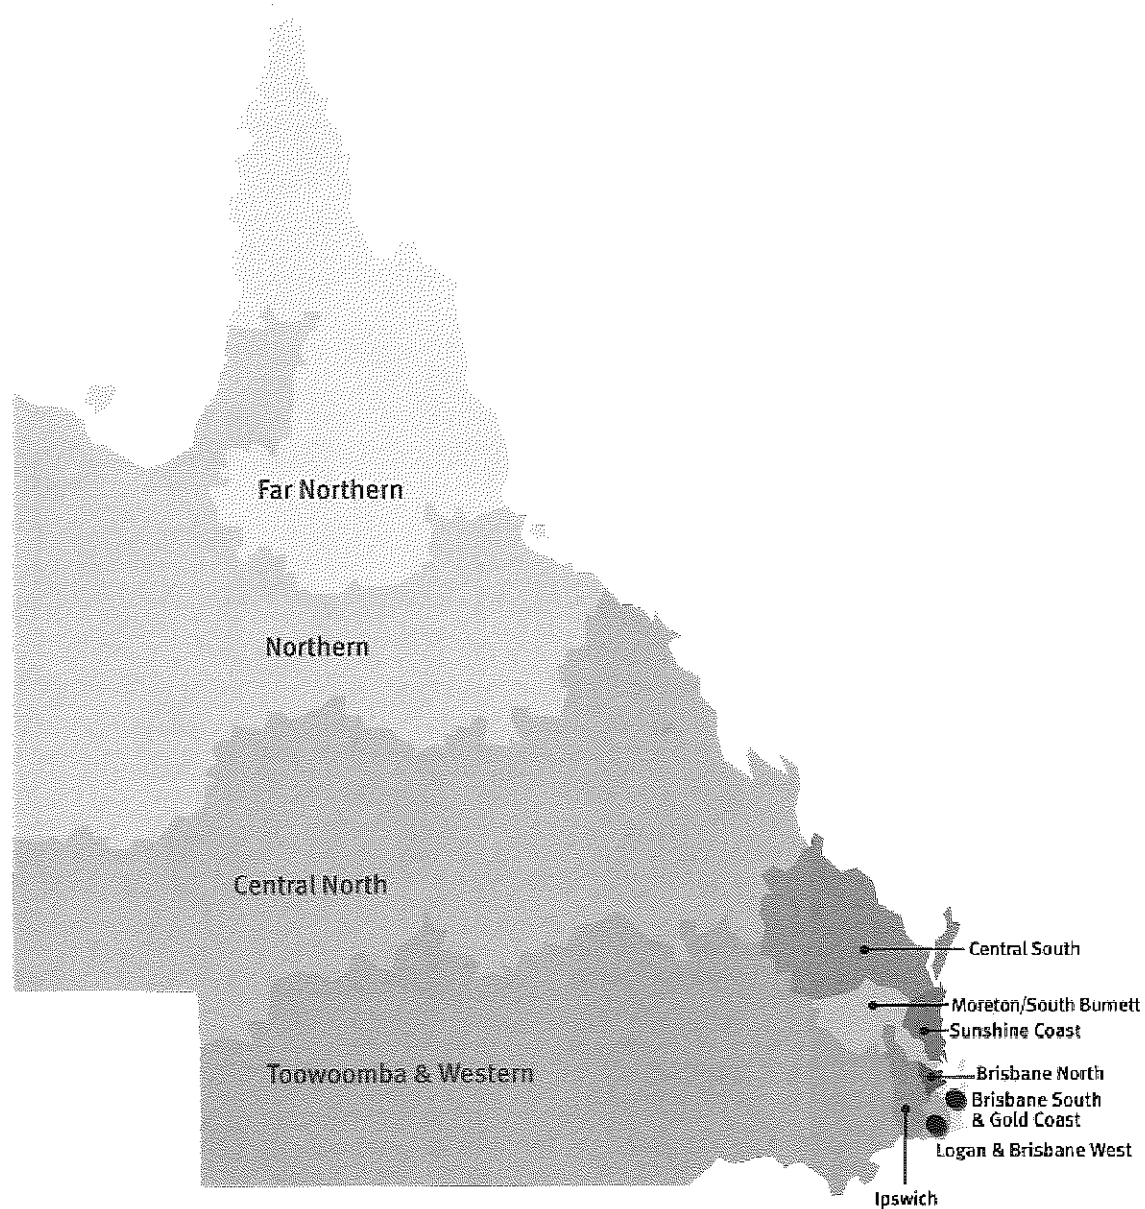 Far Northern
Northern
Central North
Central South
Moreton/South Burnett
Sunshine Coast
Toowoomba & Western
Brisbane North
Brisbane South
& Gold Coast
Logan & Brisbane West
Ipswich